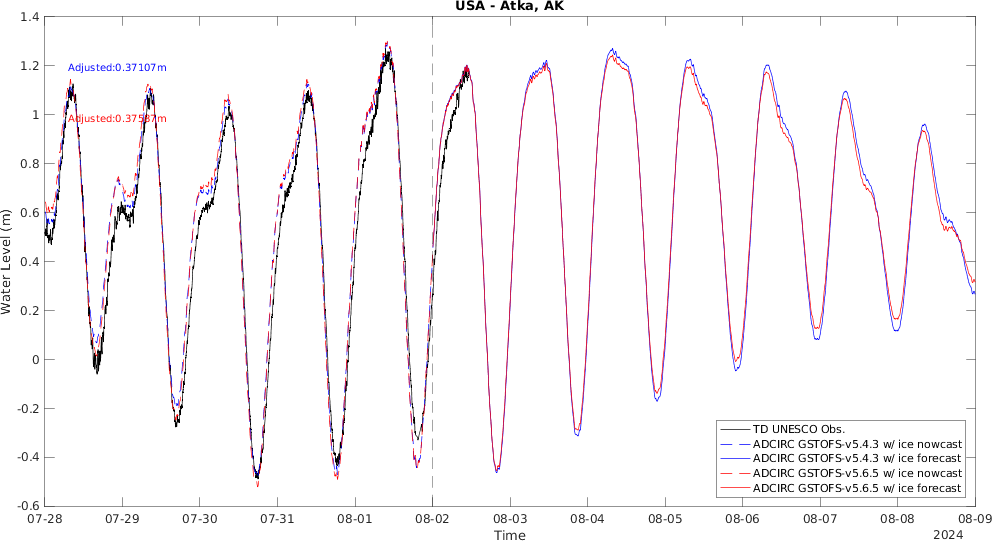 USA - Atka, AK
1.4
1.2
1
0.8
0.6
0.4
0.2
0
-0.2
-0.4
-0.6
Water Level (m)
Adjusted:0.37107m
Adjusted:0.37587m
TD UNESCO Obs.
ADCIRC GSTOFS-v5.4.3 w/ ice nowcast
ADCIRC GSTOFS-v5.4.3 w/ ice forecast
ADCIRC GSTOFS-v5.6.5 w/ ice nowcast
ADCIRC GSTOFS-v5.6.5 w/ ice forecast
07-28 07-29 07-30 07-31 08-01 08-02 08-03 08-04 08-05 08-06 08-07 08-08 08-09
Time
2024